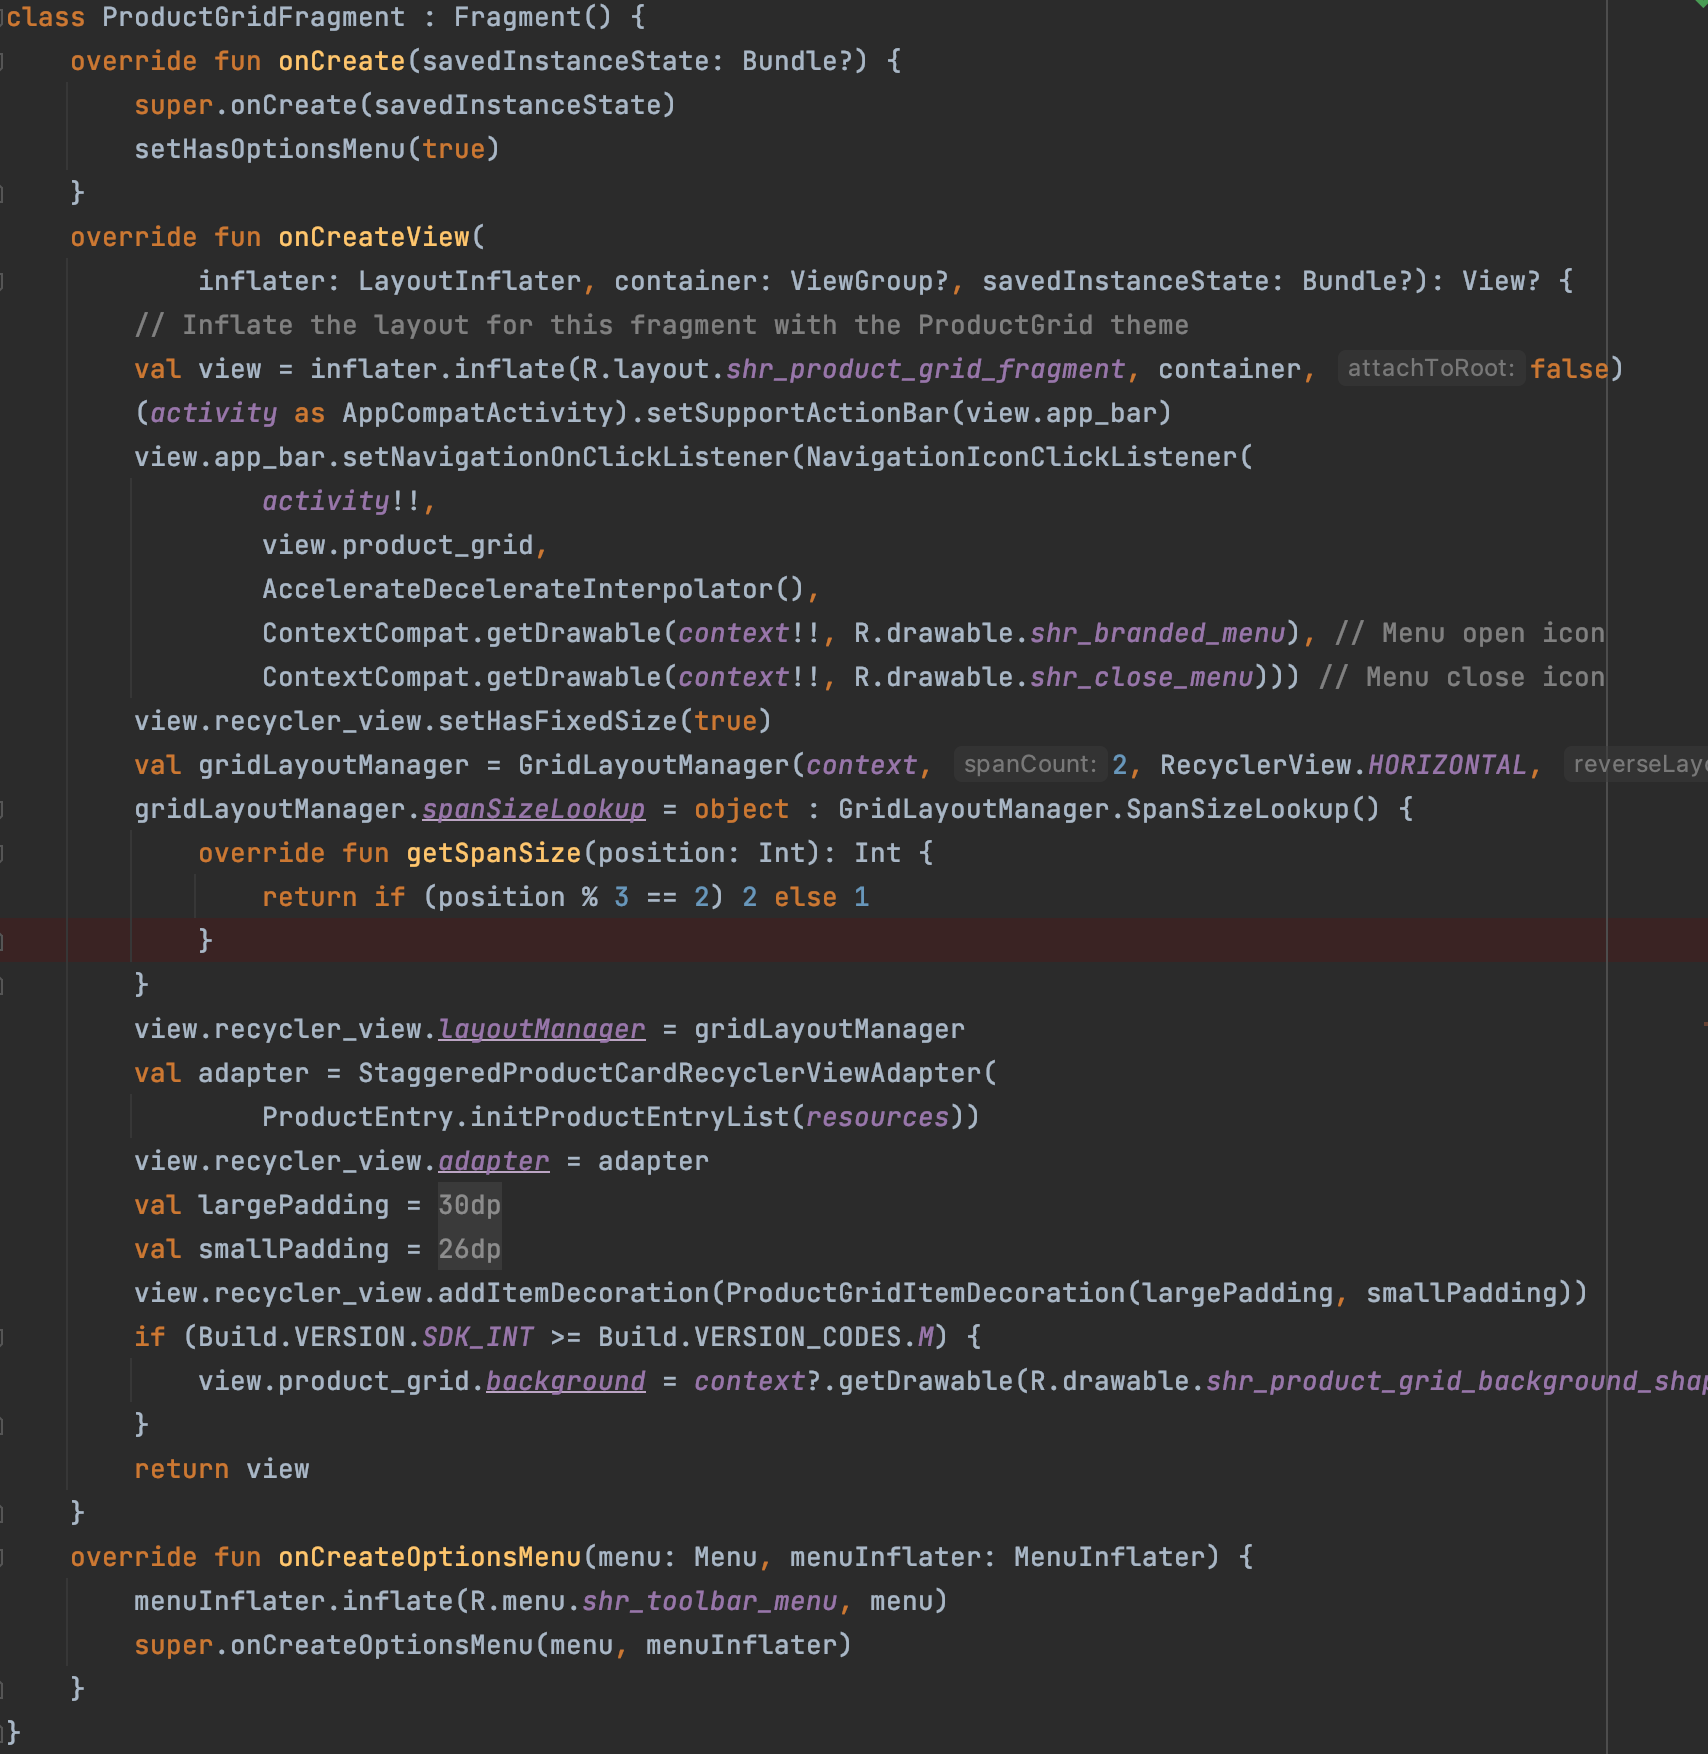 class ProductGridFragment : Fragment() {
override fun onCreate(savedInstanceState: Bundle?) {
super.onCreate(savedInstanceState)
setHasOptionsMenu(true)
}
override fun onCreateView(
inflater: LayoutInflater, container: ViewGroup?, savedInstanceState: Bundle?): View? {
// Inflate the layout for this fragment with the ProductGrid theme
val view = inflater.inflate(R.layout.shr_product_grid_fragment, container, attachToRoot: false)
(activity as AppCompatActivity).setSupportActionBar(view.app_bar)
view.app_bar.setNavigationOnClickListener(NavigationIconClickListener(
activity!!,
view.product_grid,
AccelerateDecelerateInterpolator(),
ContextCompat.getDrawable(context!!, R.drawable.shr_branded_menu), // Menu open icon
ContextCompat.getDrawable(context!!, R.drawable.shr_close_menu))) // Menu close icon
view.recycler_view.setHasFixedSize(true)
val gridLayoutManager = GridLayoutManager(context, spanCount: 2, RecyclerView.HORIZONTAL,
gridLayoutManager.spanSizeLookup = object : GridLayoutManager.SpanSizeLookup() {
override fun getSpanSize(position: Int): Int {
return if (position % 3 == 2) 2 else 1
}
}
view.recycler_view.layoutManager = gridLayoutManager
val adapter = StaggeredProductCardRecyclerViewAdapter(
ProductEntry.initProductEntryList(resources))
view.recycler_view.adapter = adapter
val largePadding = 30dp
val smallPadding = 26dp
view.recycler_view.addItemDecoration(ProductGridItemDecoration(largePadding, smallPadding))
if (Build.VERSION.SDK_INT >= Build.VERSION_CODES.M) {
view.product_grid.background = context?.getDrawable(R.drawable.shr_product_grid_background_shap
}
return view
}
override fun onCreateOptionsMenu(menu: Menu, menuInflater: MenuInflater) {
menuInflater.inflate(R.menu.shr_toolbar_menu, menu)
super.onCreateOptionsMenu(menu, menuInflater)
}
}